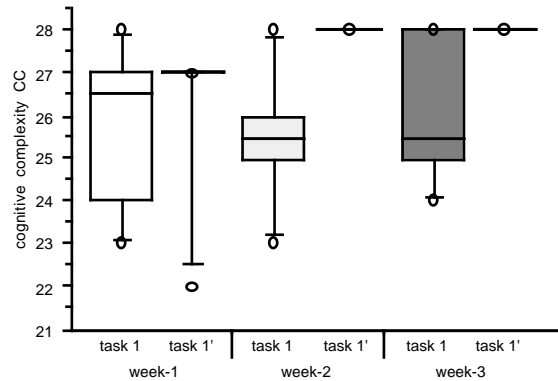 cognitive complexity CC
28
27
26
25
24
23
22
21
task 1 task 1' task 1 task 1' task 1 task 1'
week-1 week-2 week-3